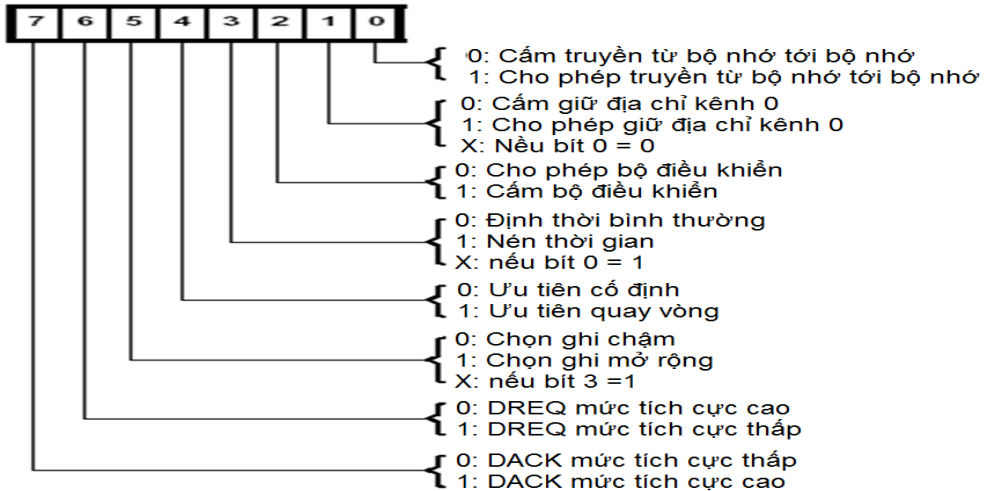 7 6 5 4 3 2 1 0
0: Cấm truyền từ bộ nhớ tới bộ nhớ
1: Cho phép truyền từ bộ nhớ tới bộ nhớ
0: Cấm giữ địa chỉ kênh 0
1: Cho phép giữ địa chỉ kênh 0
X: Nều bít 0 = 0
0: Cho phép bộ điều khiển
1: Cấm bộ điều khiển
0: Định thời bình thường
1: Nén thời gian
X: nếu bít 0 = 1
0: Ưu tiên cố định
1: Ưu tiên quay vòng
0: Chọn ghi chậm
1: Chọn ghi mở rộng
X: nếu bít 3 =1
0: DREQ mức tích cực cao
1: DREQ mức tích cực thấp
0: DACK mức tích cực thấp
1: DACK mức tích cực cao